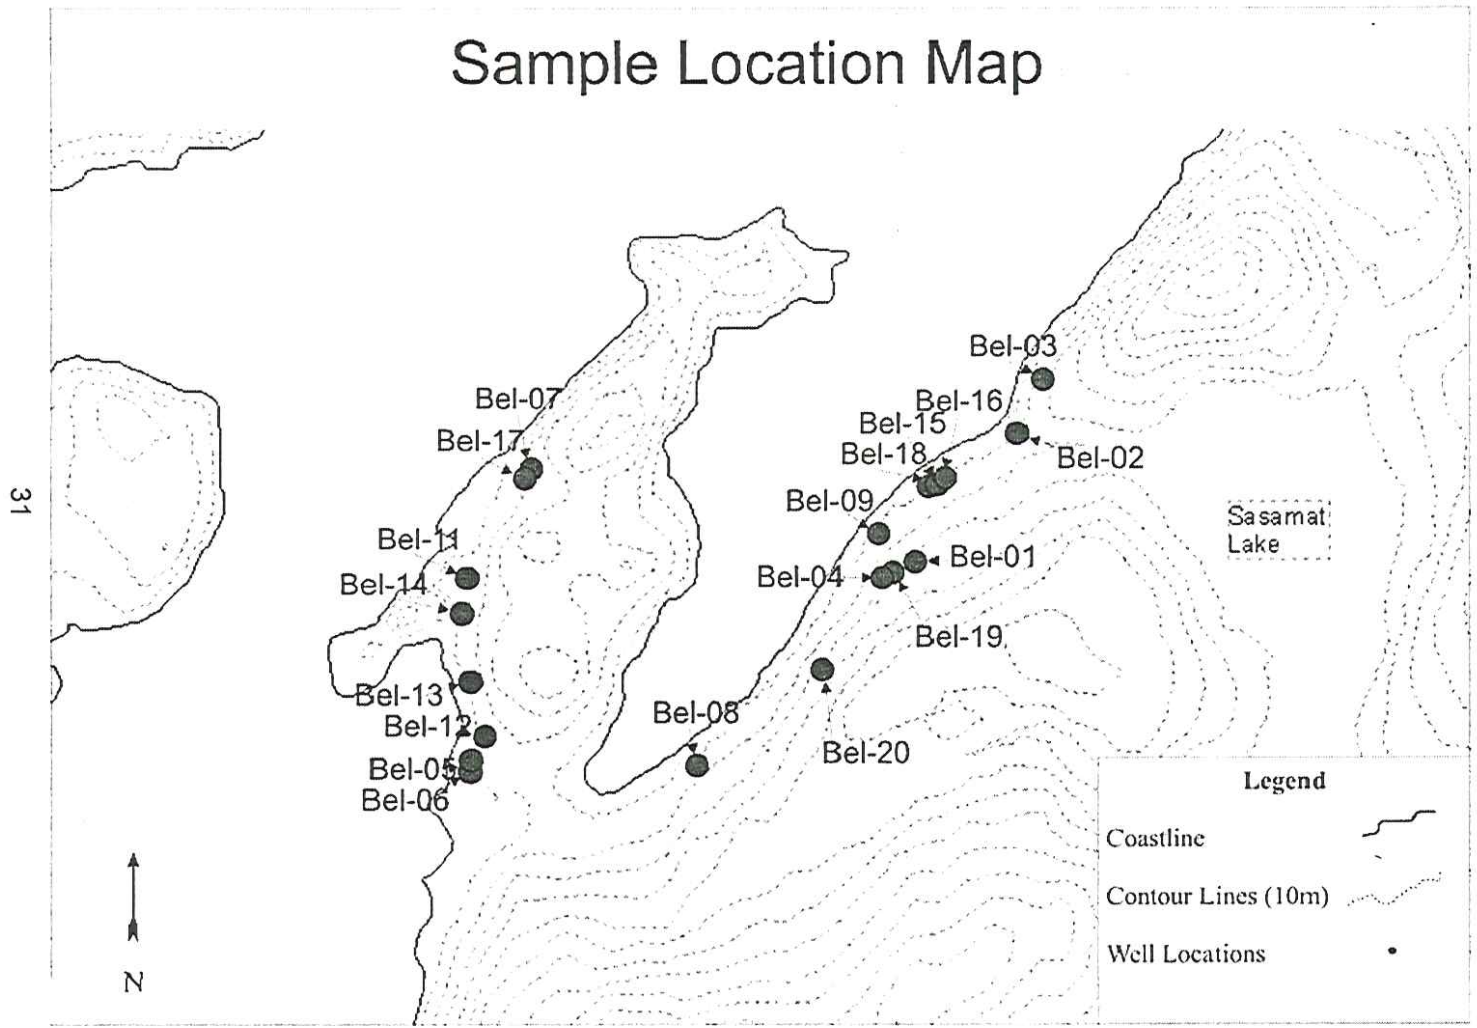 Sample Location Map
Bel-03
Bel-07
Bel-16
Bel-15
Bel-17
Bel-18
Bel-02
Bel-09
31
Sasamat
Lake
Bel-11
Bel-01
Bel-14
Bel-04
Bel-19
Bel-13
Bel-08
Bel-12
Bel-20
Bel-05
Bel-06
Legend
Coastline
Contour Lines (10m)
Well Locations
N